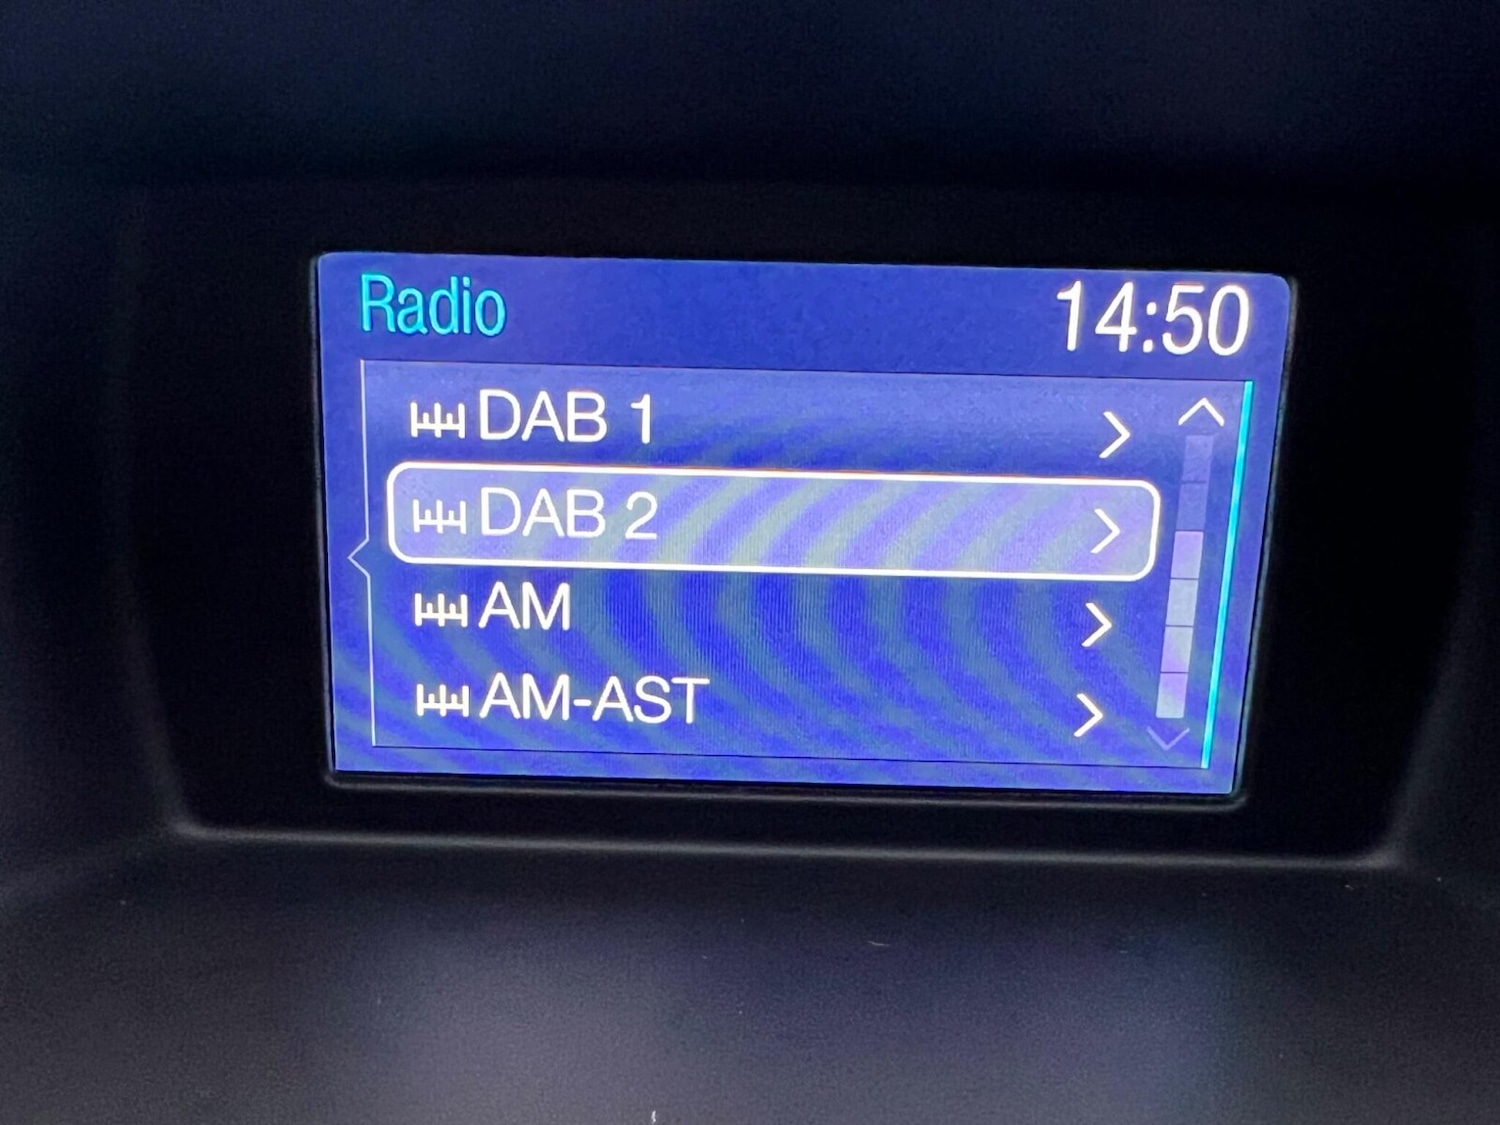 Radio 14:50
DAB 1
DAB 2
AM
AM-AST